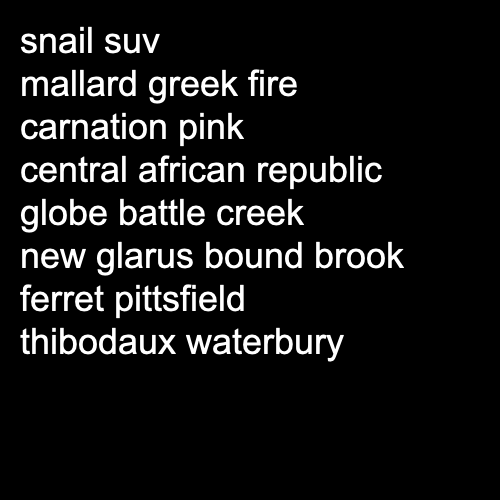 snail suv
mallard greek fire
carnation pink
central african republic
globe battle creek
new glarus bound brook
ferret pittsfield
thibodaux waterbury